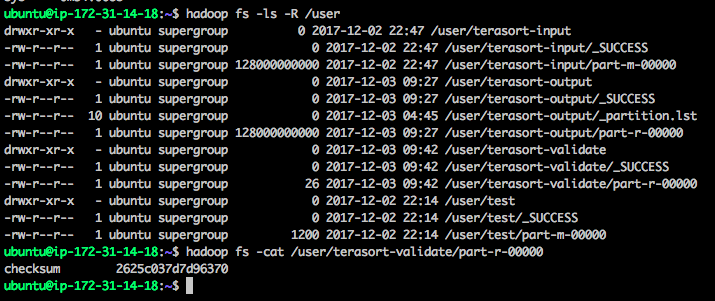 ubuntu@ip-172-31-14-18:~$ hadoop fs -ls -R /user
drwxr-xr-x - ubuntu supergroup 0 2017-12-02 22:47 /user/terasort-input
-rw-r--r-- 1 ubuntu supergroup 0 2017-12-02 22:47 /user/terasort-input/_SUCCESS
-rw-r--r-- 1 ubuntu supergroup 128000000000 2017-12-02 22:47 /user/terasort-input/part-m-00000
drwxr-xr-x - ubuntu supergroup 0 2017-12-03 09:27 /user/terasort-output
-rw-r--r-- 1 ubuntu supergroup 0 2017-12-03 09:27 /user/terasort-output/_SUCCESS
-rw-r--r-- 10 ubuntu supergroup 0 2017-12-03 04:45 /user/terasort-output/_partition.lst
-rw-r--r-- 1 ubuntu supergroup 128000000000 2017-12-03 09:27 /user/terasort-output/part-r-00000
drwxr-xr-x - ubuntu supergroup 0 2017-12-03 09:42 /user/terasort-validate
-rw-r--r-- 1 ubuntu supergroup 0 2017-12-03 09:42 /user/terasort-validate/_SUCCESS
-rw-r--r-- 1 ubuntu supergroup 26 2017-12-03 09:42 /user/terasort-validate/part-r-00000
drwxr-xr-x - ubuntu supergroup 0 2017-12-02 22:14 /user/test
-rw-r--r-- 1 ubuntu supergroup 0 2017-12-02 22:14 /user/test/_SUCCESS
-rw-r--r-- 1 ubuntu supergroup 1200 2017-12-02 22:14 /user/test/part-m-00000
ubuntu@ip-172-31-14-18:~$ hadoop fs -cat /user/terasort-validate/part-r-00000
checksum 2625c037d7d96370
ubuntu@ip-172-31-14-18:~$